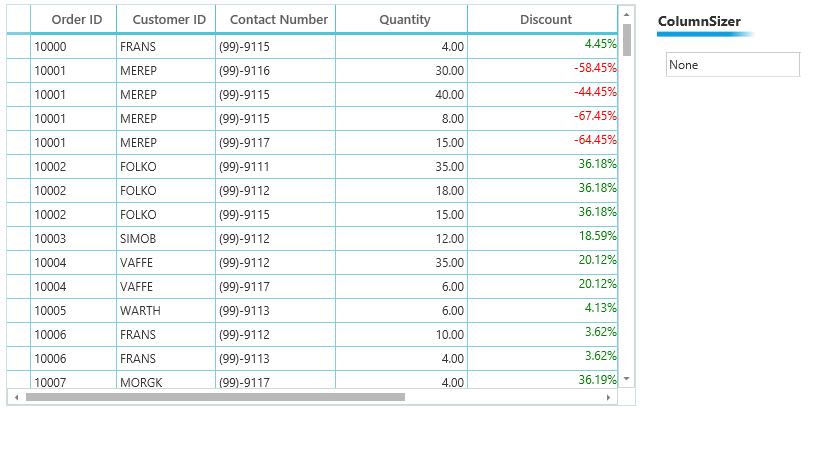 Order ID Customer ID Contact Number Quantity Discount
10000 FRANS (99)-9115 4.00 4.45%
10001 MEREP (99)-9116 30.00 -58.45%
10001 MEREP (99)-9115 40.00 -44.45%
10001 MEREP (99)-9115 8.00 -67.45%
10001 MEREP (99)-9117 15.00 -64.45%
10002 FOLKO (99)-9111 35.00 36.18%
10002 FOLKO (99)-9112 18.00 36.18%
10002 FOLKO (99)-9115 15.00 36.18%
10003 SIMOB (99)-9112 12.00 18.59%
10004 VAFFE (99)-9112 35.00 20.12%
10004 VAFFE (99)-9117 6.00 20.12%
10005 WARTH (99)-9113 6.00 4.13%
10006 FRANS (99)-9112 10.00 3.62%
10006 FRANS (99)-9113 4.00 3.62%
10007 MORGK (99)-9117 4.00 36.19%
ColumnSizer
None